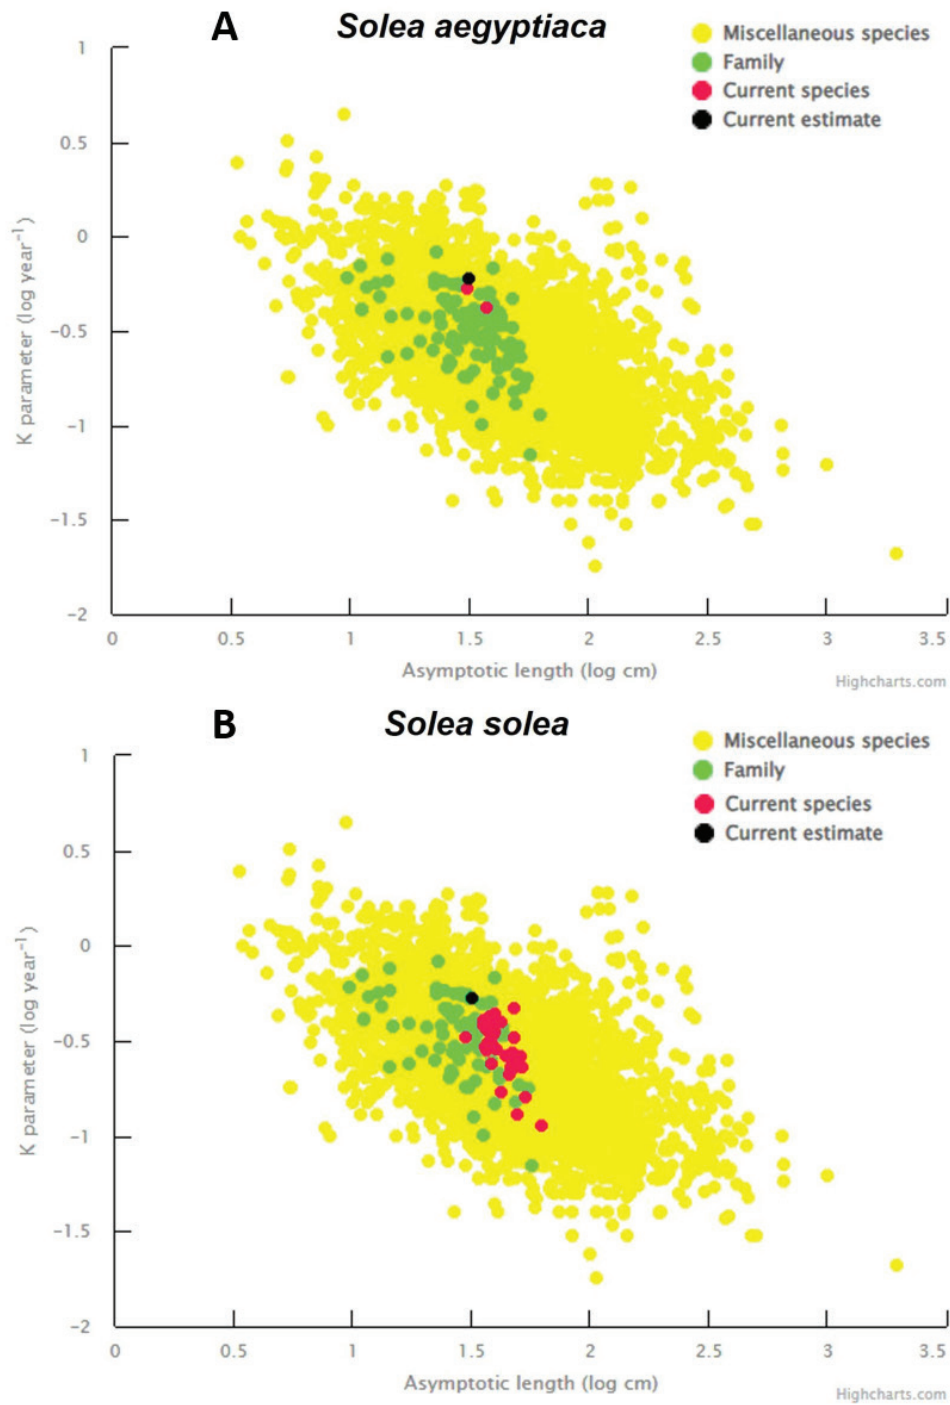 A
Solea aegyptiaca
Miscellaneous species
Family
Current species
Current estimate
1
0.5
0
−0.5
−1
−1.5
−2
K parameter (log year⁻¹)
0 0.5 1 1.5 2 2.5 3 3.5
Asymptotic length (log cm)
Highcharts.com
B
Solea solea
Miscellaneous species
Family
Current species
Current estimate
1
0.5
0
−0.5
−1
−1.5
−2
K parameter (log year⁻¹)
0 0.5 1 1.5 2 2.5 3 3.5
Asymptotic length (log cm)
Highcharts.com